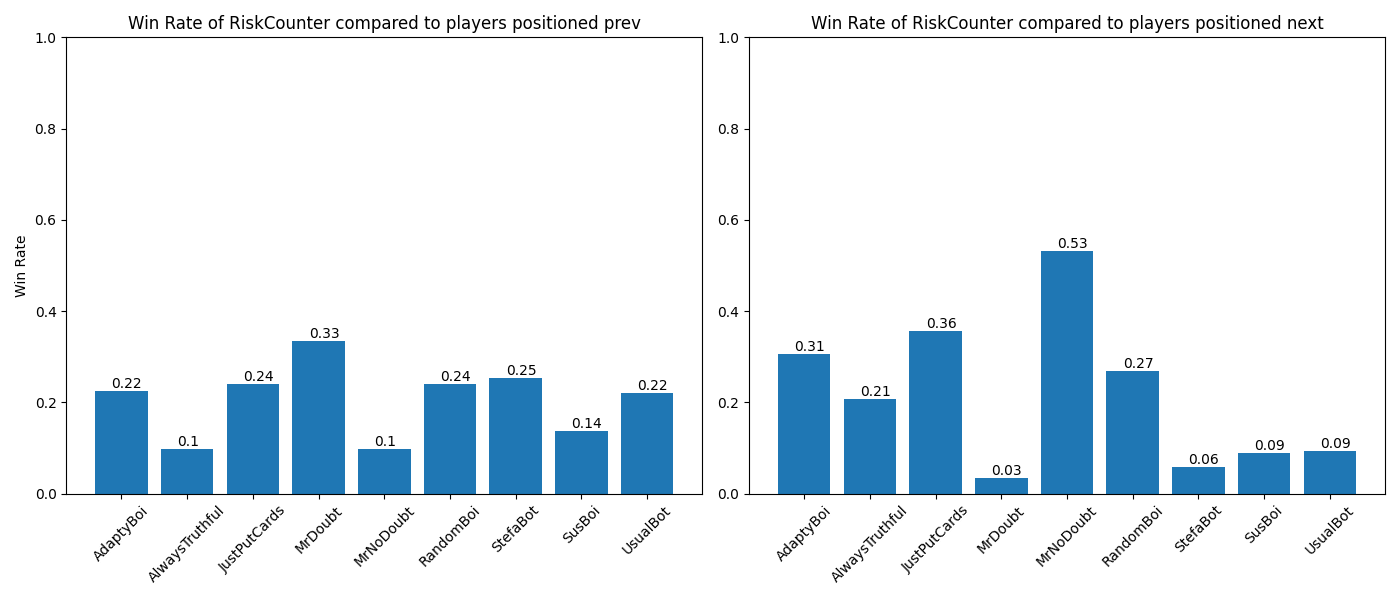 Win Rate of RiskCounter compared to players positioned prev
Win Rate
1.0
0.8
0.6
0.4
0.2
0.0
0.22
0.1
0.24
0.33
0.1
0.24
0.25
0.14
0.22
AdaptyBoi
AlwaysTruthful
JustPutCards
MrDoubt
MrNoDoubt
RandomBoi
StefaBot
SusBoi
UsualBot
Win Rate of RiskCounter compared to players positioned next
1.0
0.8
0.6
0.4
0.2
0.0
0.31
0.21
0.36
0.03
0.53
0.27
0.06
0.09
0.09
AdaptyBoi
AlwaysTruthful
JustPutCards
MrDoubt
MrNoDoubt
RandomBoi
StefaBot
SusBoi
UsualBot